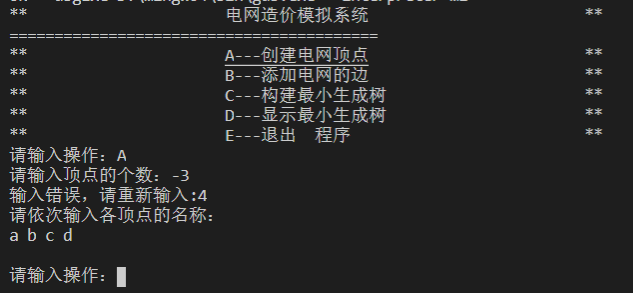 **                    电网造价模拟系统                    **
========================================
**                    A---创建电网顶点                    **
**                    B---添加电网的边                    **
**                    C---构建最小生成树                  **
**                    D---显示最小生成树                  **
**                    E---退出  程序                      **
请输入操作：A
请输入顶点的个数：-3
输入错误，请重新输入:4
请依次输入各顶点的名称：
a b c d
请输入操作：